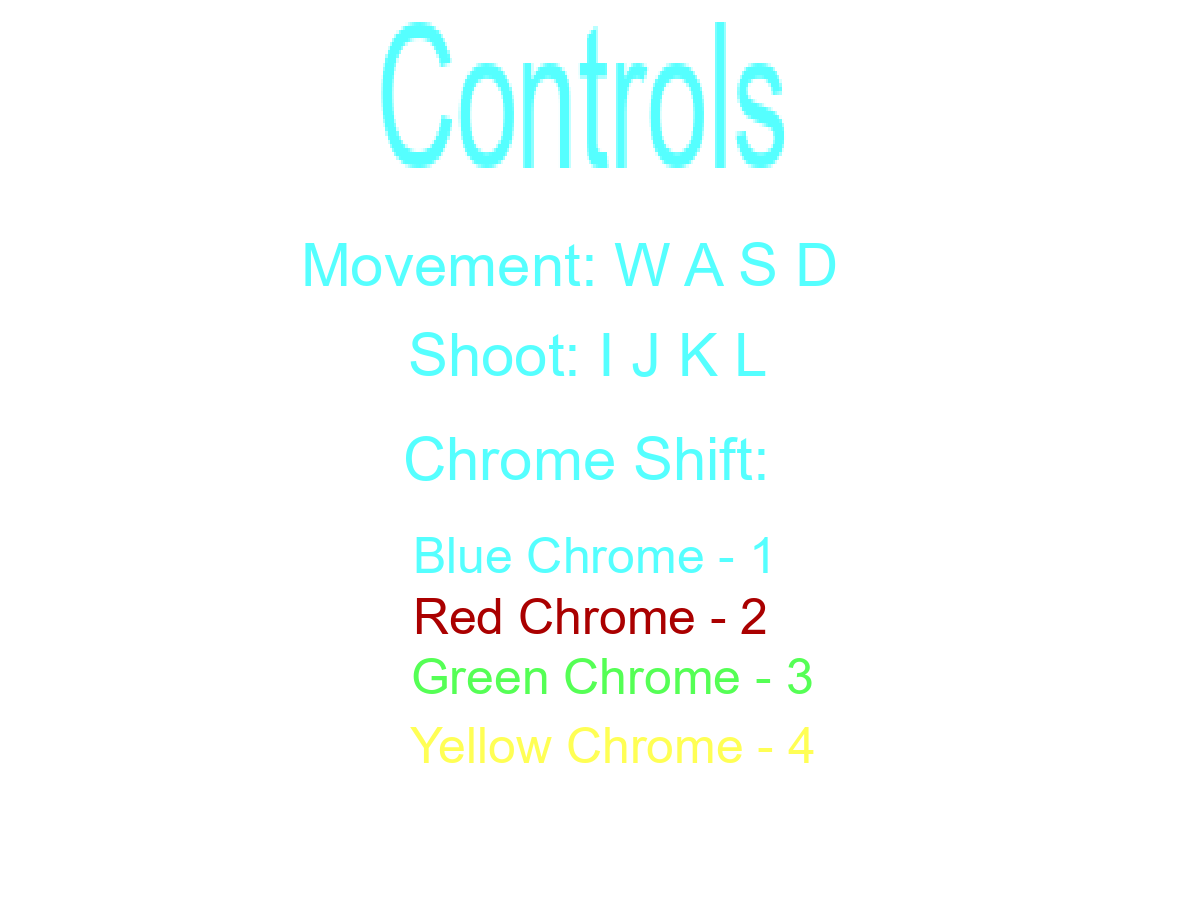 Controls
Movement: W A S D
Shoot: I J K L
Chrome Shift:
Blue Chrome - 1
Red Chrome - 2
Green Chrome - 3
Yellow Chrome - 4